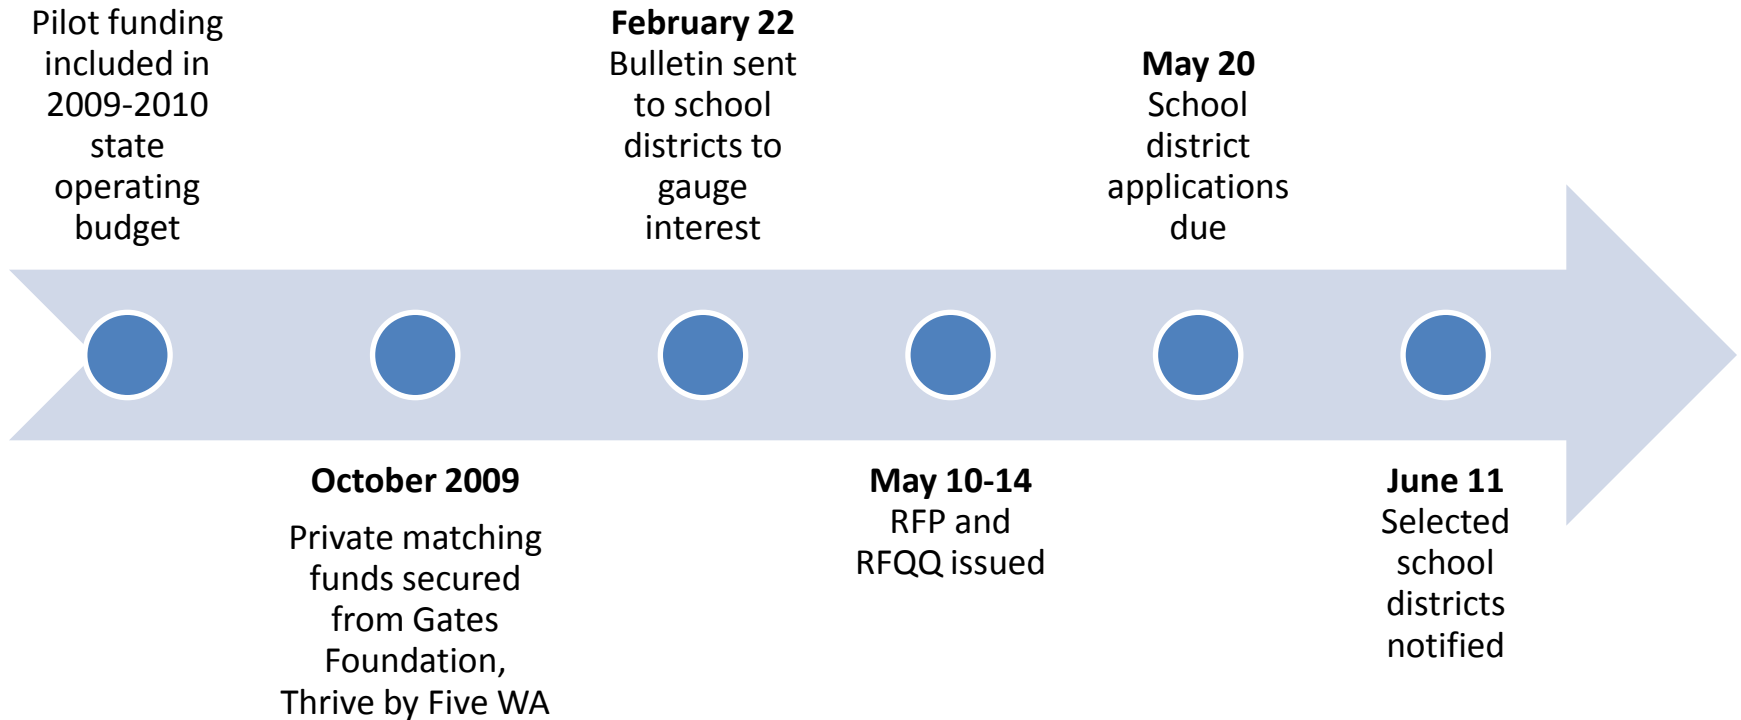 Pilot funding
included in
2009-2010
state
operating
budget
October 2009
Private matching
funds secured
from Gates
Foundation,
Thrive by Five WA
February 22
Bulletin sent
to school
districts to
gauge
interest
May 10-14
RFP and
RFQQ issued
May 20
School
district
applications
due
June 11
Selected
school
districts
notified